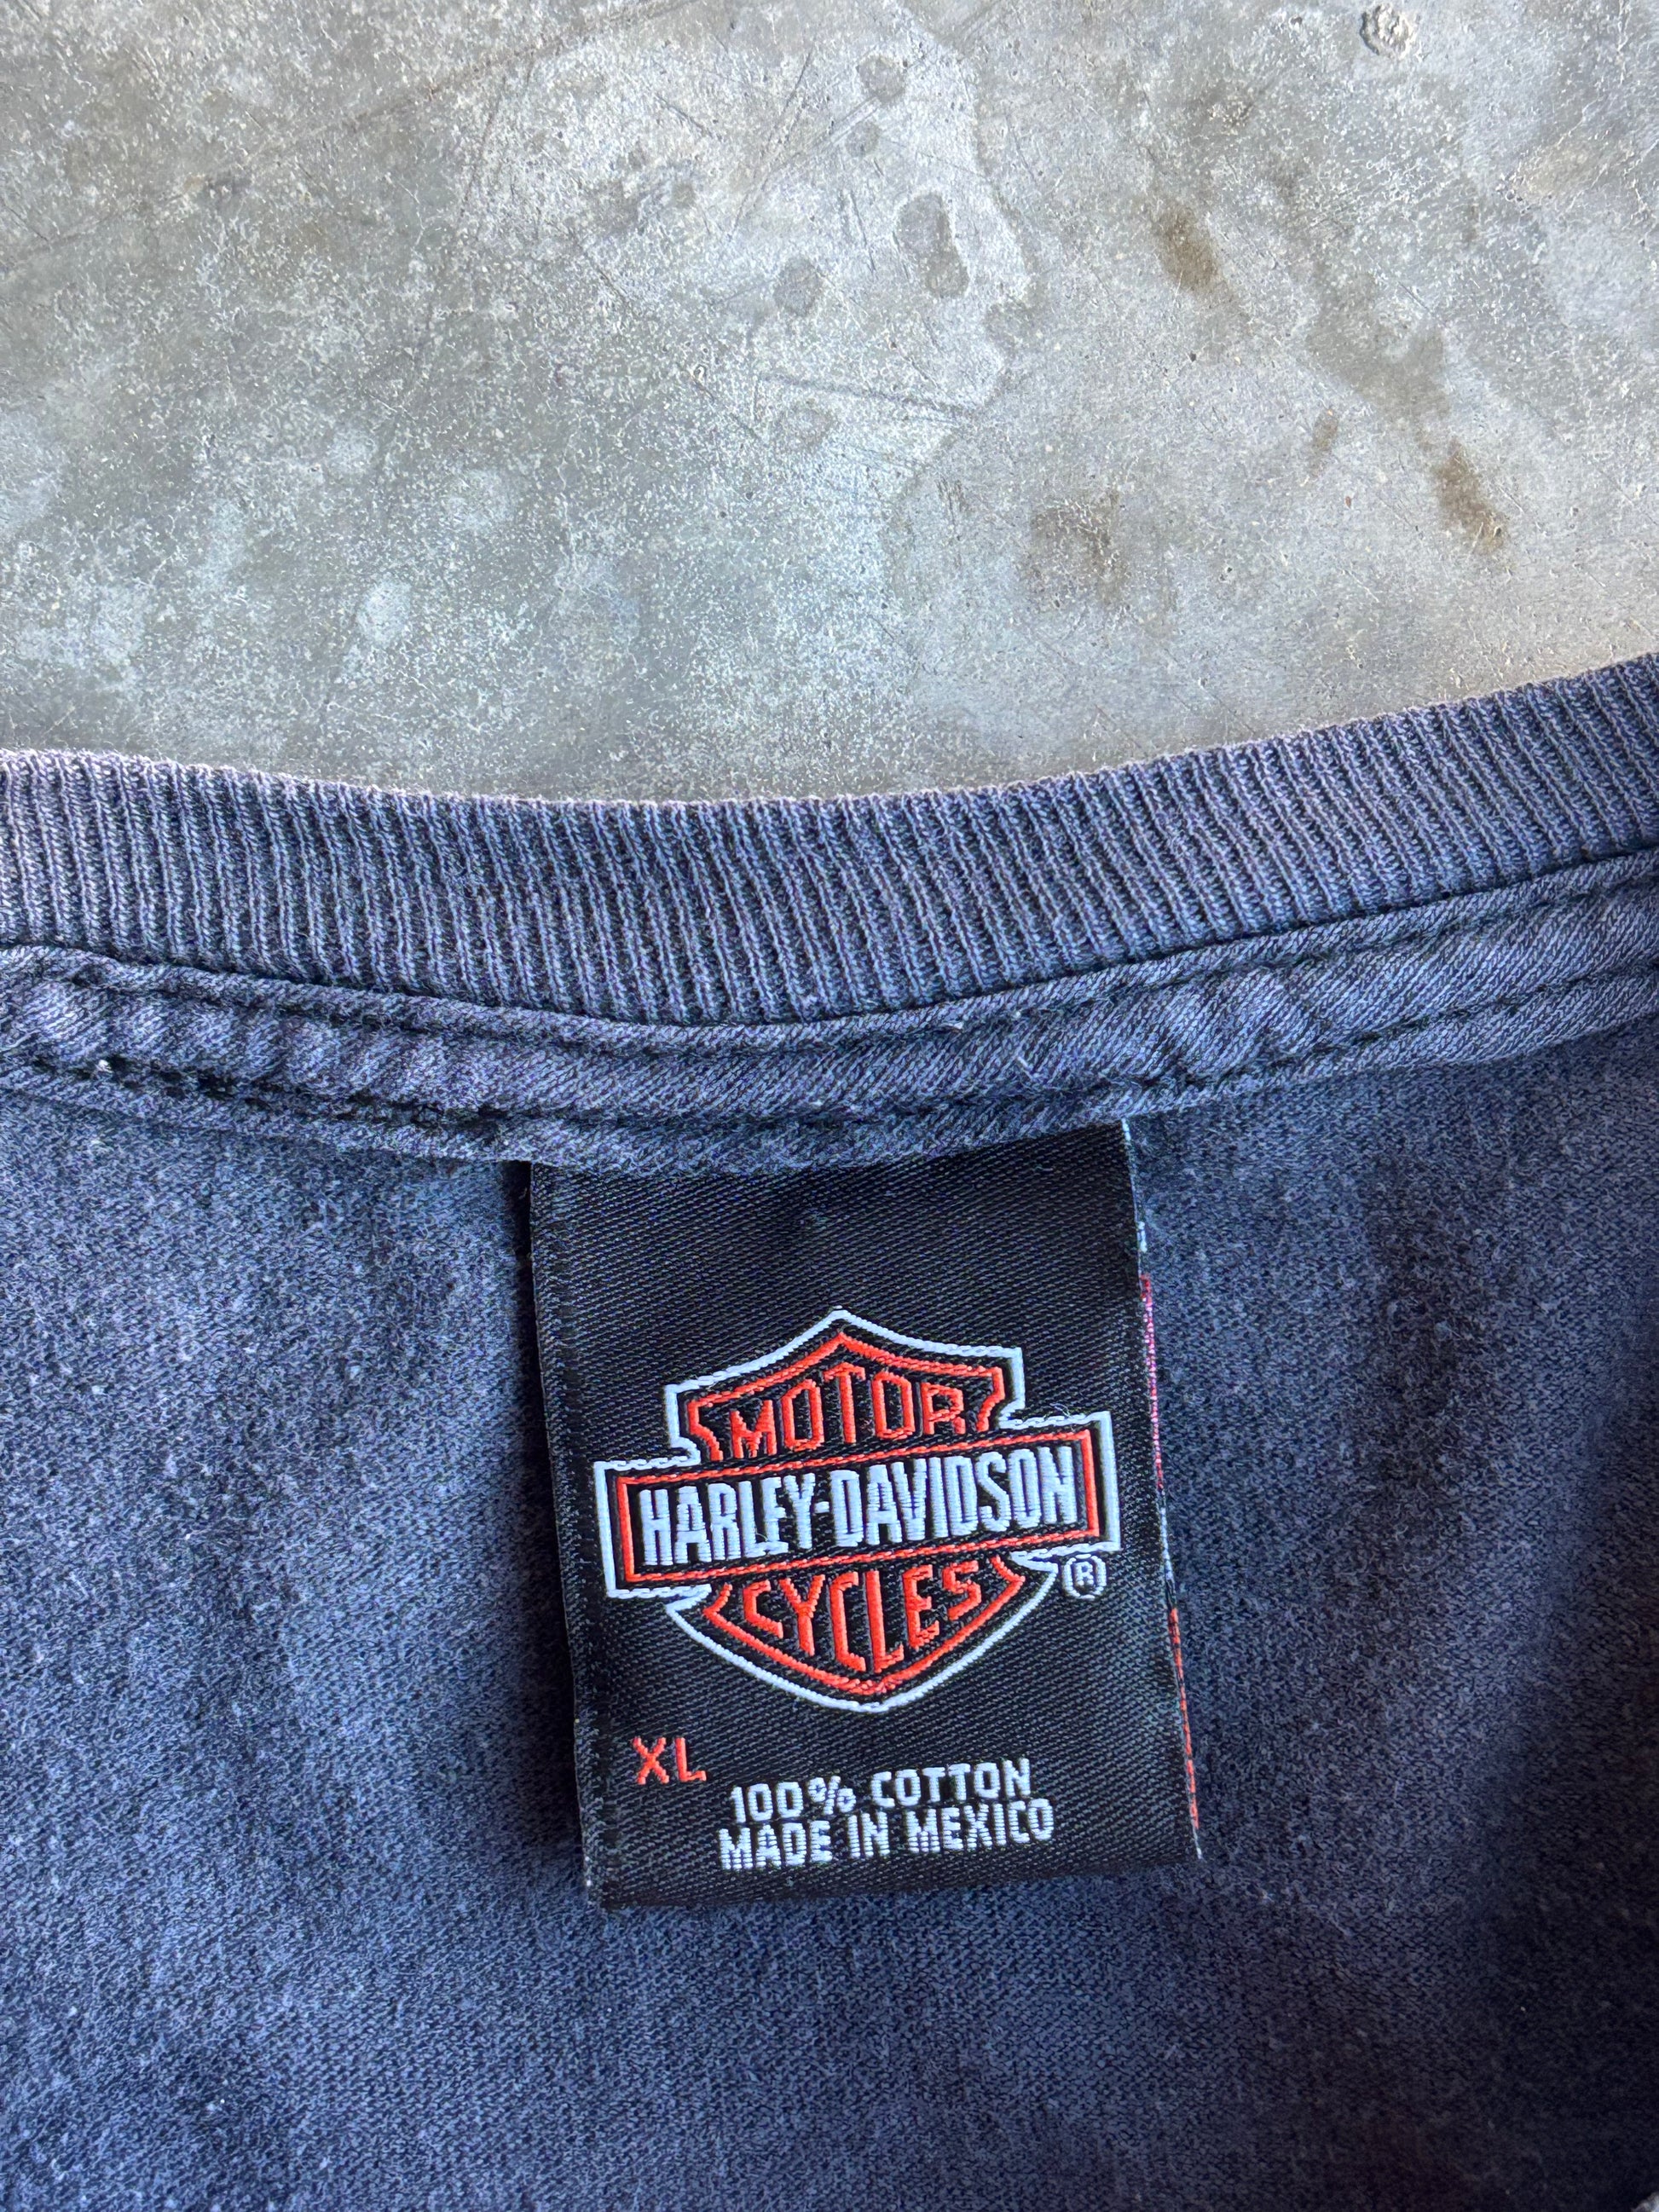 MOTOR
HARLEY-DAVIDSON
CYCLES
®
XL
100% COTTON
MADE IN MEXICO